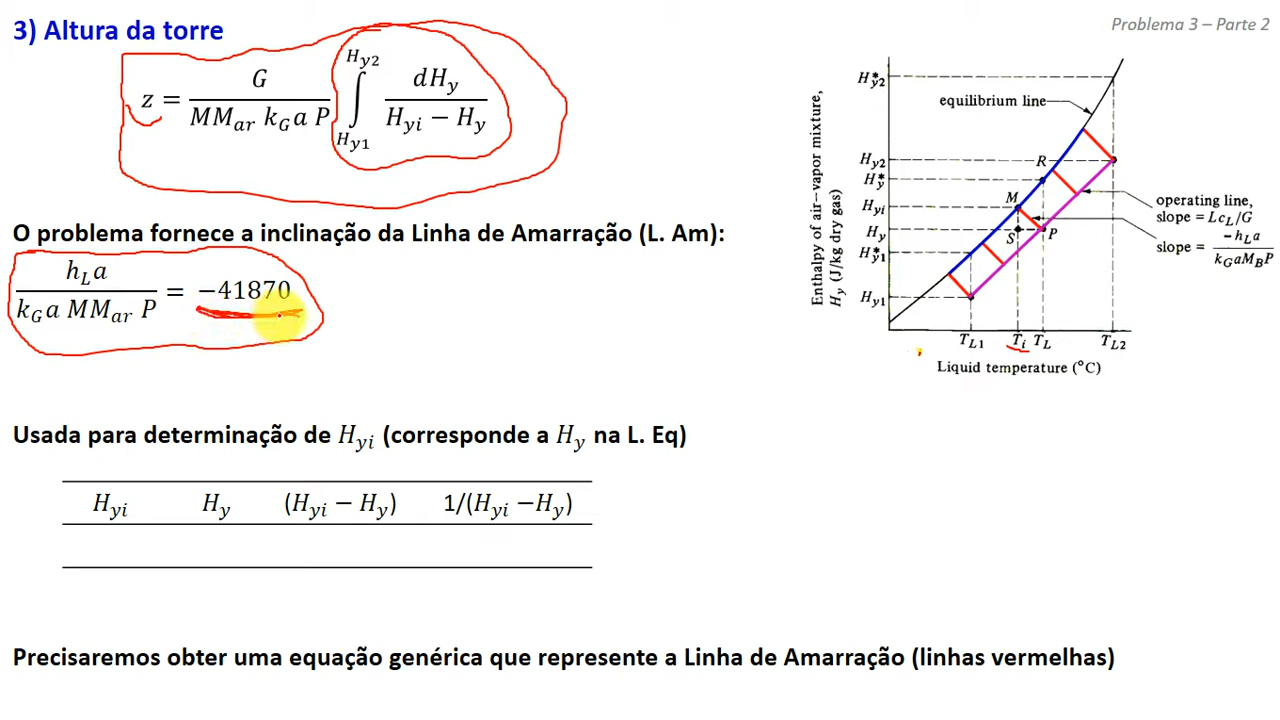 3) Altura da torre
Problema 3 – Parte 2
z = G / (MM_ar k_G a P) ∫_{H_y1}^{H_y2} dH_y / (H_yi − H_y)
O problema fornece a inclinação da Linha de Amarração (L. Am):
h_L a / (k_G a MM_ar P) = −41870
Usada para determinação de H_yi (corresponde a H_y na L. Eq)
H_yi H_y (H_yi − H_y) 1/(H_yi −H_y)
Precisaremos obter uma equação genérica que represente a Linha de Amarração (linhas vermelhas)
Enthalpy of air–vapor mixture,
H_y (J/kg dry gas)
H*_y2
H_y2
H*_y
H_yi
H_y
H*_y1
H_y1
equilibrium line
R
M
S
P
operating line,
slope = Lc_L/G
slope = −h_L a / (k_G aM_B P)
T_L1 T_i T_L T_L2
Liquid temperature (°C)